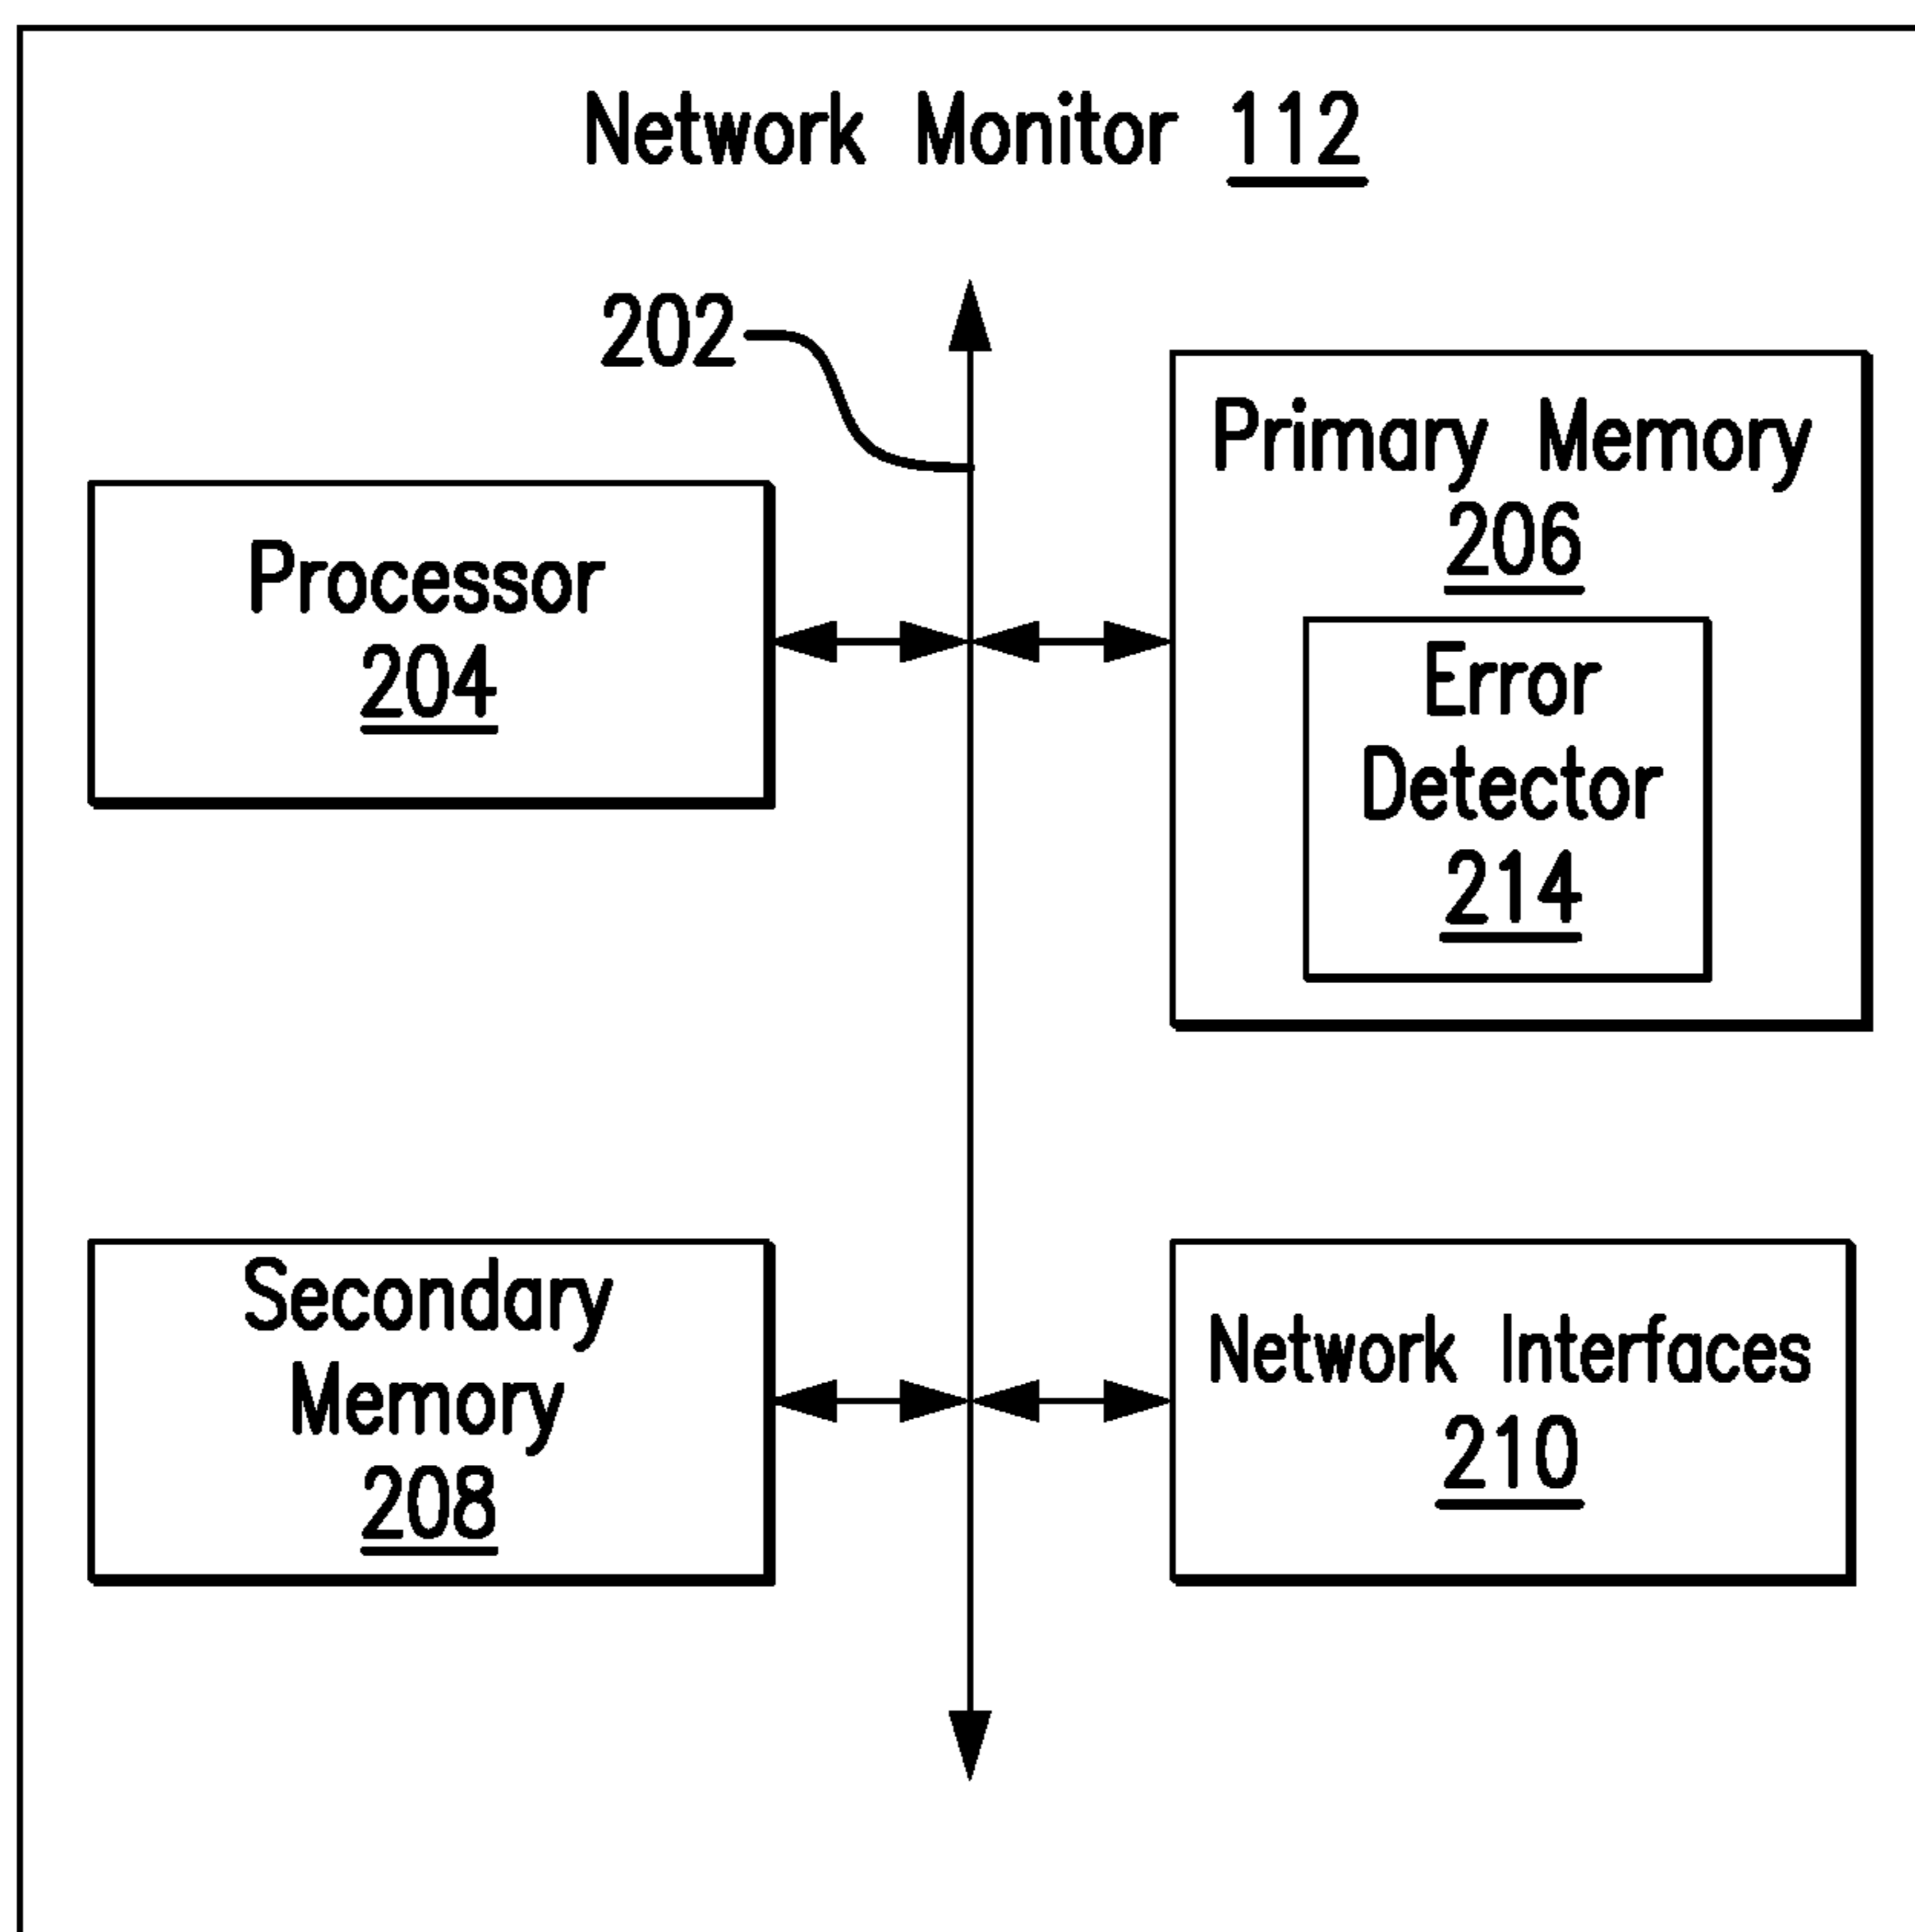 Network Monitor 112
202
Primary Memory
206
Processor
204
Error
Detector
214
Secondary
Memory
208
Network Interfaces
210